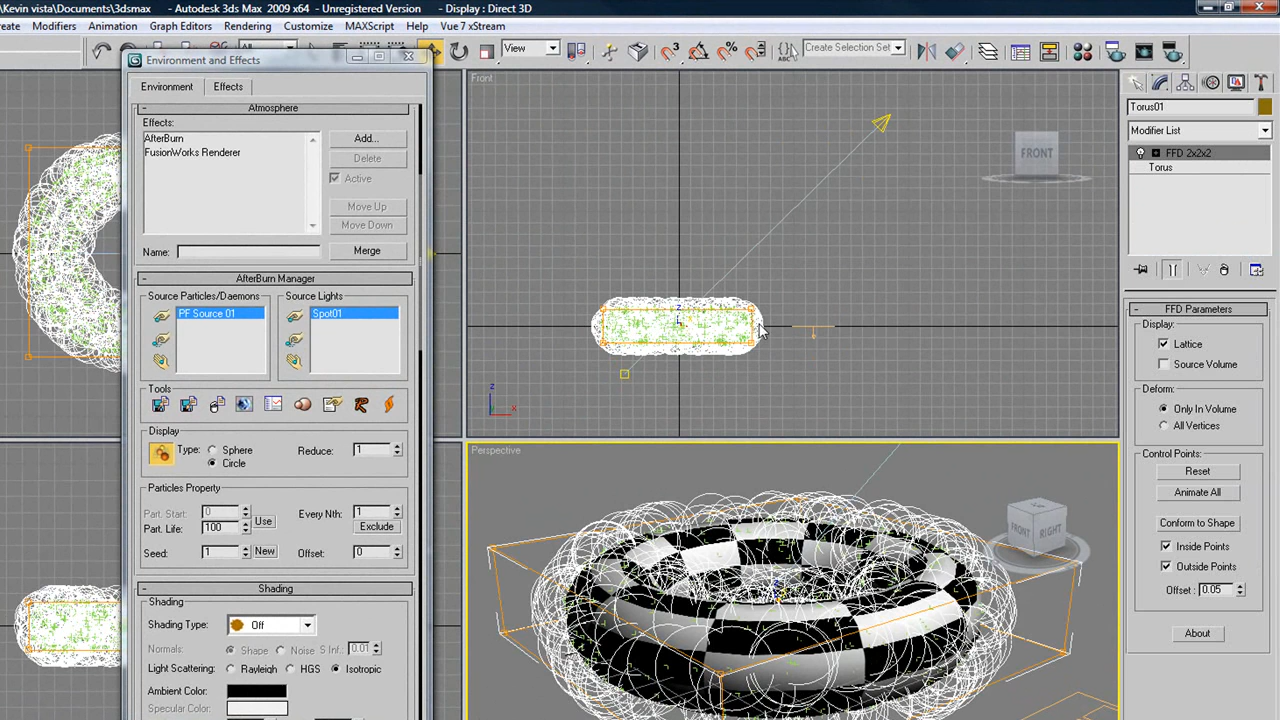 Kevin vista\Documents\3dsmax - Autodesk 3ds Max 2009 x64 - Unregistered Version - Display : Direct 3D
eate Modifiers Animation Graph Editors Rendering Customize MAXScript Help Vue 7 xStream
All View Create Selection Set
Environment and Effects
Environment Effects
- Atmosphere
Effects:
AfterBurn
FusionWorks Renderer
Add...
Delete
Active
Move Up
Move Down
Name: Merge
- AfterBurn Manager
Source Particles/Daemons Source Lights
PF Source 01 Spot01
Tools
Display
Type: Sphere Reduce: 1
Circle
Particles Property
Part. Start: 0 Every Nth: 1
Part. Life: 100 Use Exclude
Seed: 1 New Offset: 0
- Shading
Shading
Shading Type: Off
Normals: Shape Noise S Inf.: 0.01
Light Scattering: Rayleigh HGS Isotropic
Ambient Color:
Specular Color:
Front
FRONT
z
z
x
Perspective
FRONT RIGHT
z
Torus01
Modifier List
FFD 2x2x2
Torus
- FFD Parameters
Display:
Lattice
Source Volume
Deform:
Only In Volume
All Vertices
Control Points:
Reset
Animate All
Conform to Shape
Inside Points
Outside Points
Offset : 0.05
About